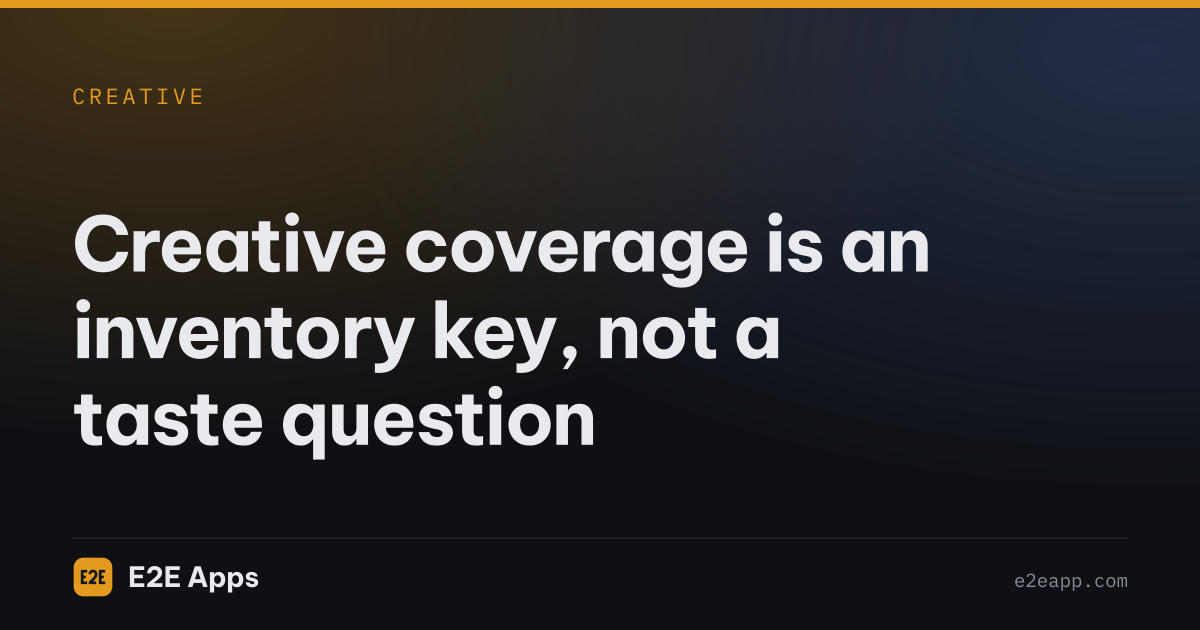 CREATIVE
Creative coverage is an
inventory key, not a
taste question
E2E E2E Apps
e2eapp.com